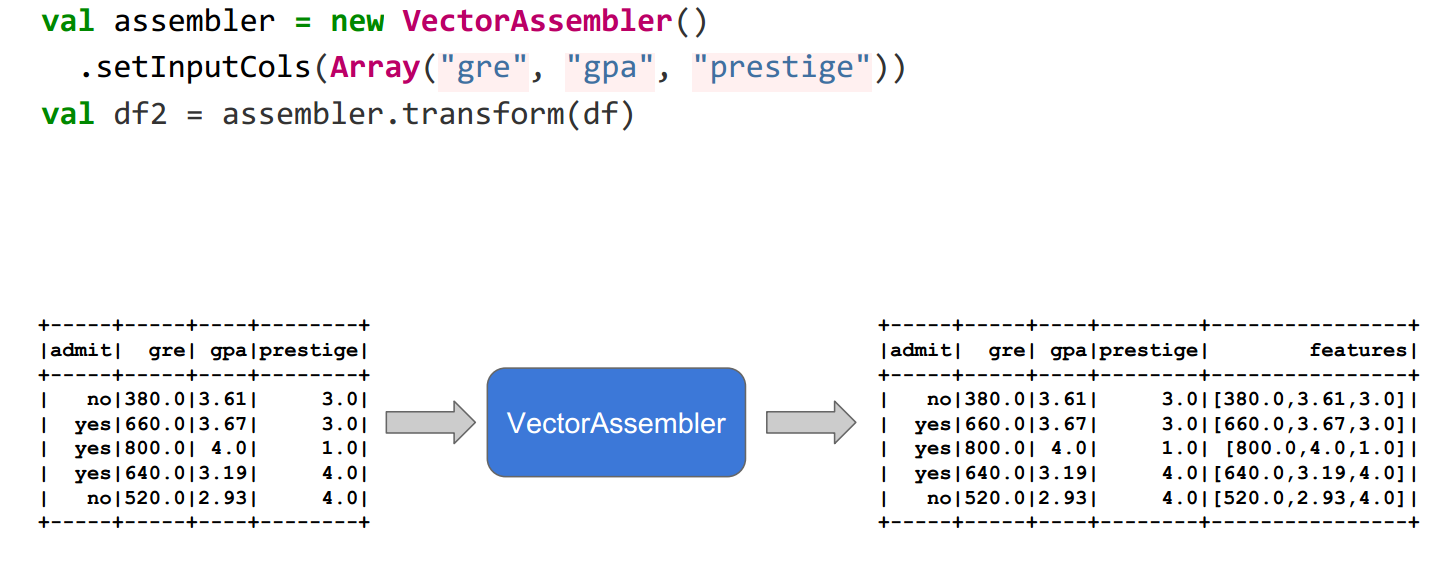 val assembler = new VectorAssembler()
  .setInputCols(Array("gre", "gpa", "prestige"))
val df2 = assembler.transform(df)
+-----+-----+----+--------+
|admit|  gre| gpa|prestige|
+-----+-----+----+--------+
|   no|380.0|3.61|     3.0|
|  yes|660.0|3.67|     3.0|
|  yes|800.0| 4.0|     1.0|
|  yes|640.0|3.19|     4.0|
|   no|520.0|2.93|     4.0|
+-----+-----+----+--------+
VectorAssembler
+-----+-----+----+--------+----------------+
|admit|  gre| gpa|prestige|        features|
+-----+-----+----+--------+----------------+
|   no|380.0|3.61|     3.0|[380.0,3.61,3.0]|
|  yes|660.0|3.67|     3.0|[660.0,3.67,3.0]|
|  yes|800.0| 4.0|     1.0| [800.0,4.0,1.0]|
|  yes|640.0|3.19|     4.0|[640.0,3.19,4.0]|
|   no|520.0|2.93|     4.0|[520.0,2.93,4.0]|
+-----+-----+----+--------+----------------+